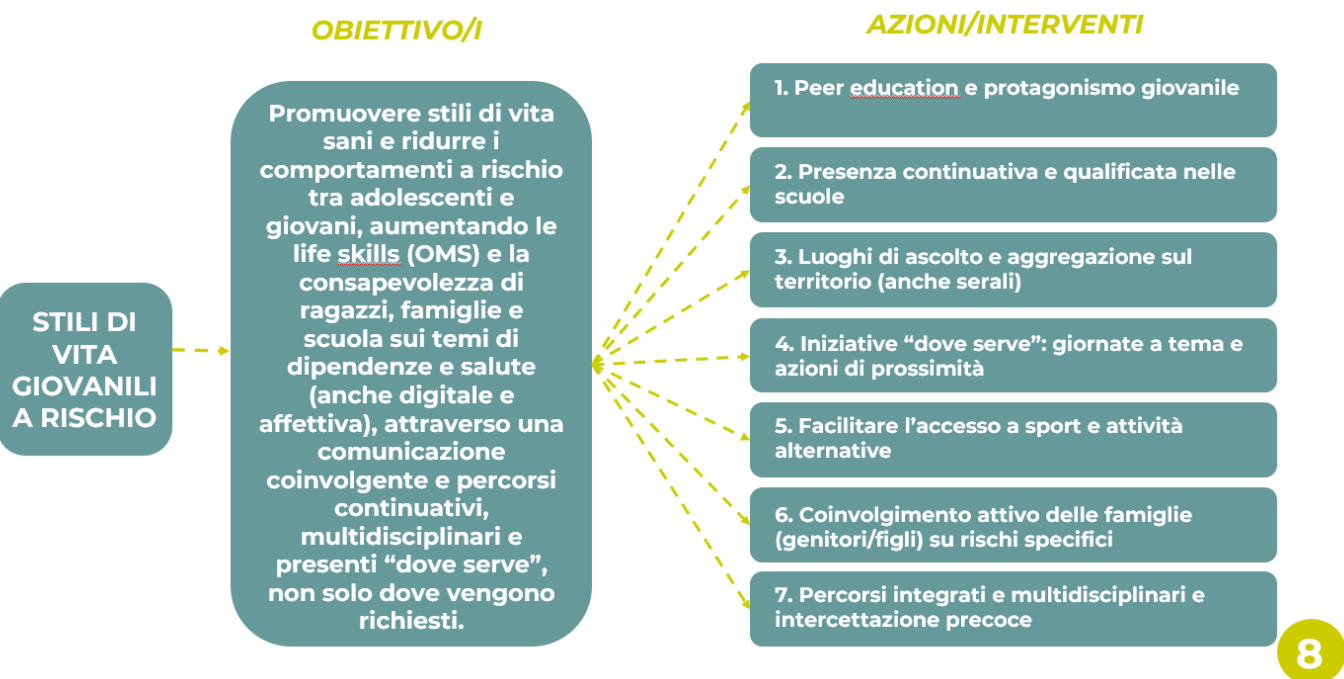 OBIETTIVO/I
AZIONI/INTERVENTI
STILI DI
VITA
GIOVANILI
A RISCHIO
Promuovere stili di vita
sani e ridurre i
comportamenti a rischio
tra adolescenti e
giovani, aumentando le
life skills (OMS) e la
consapevolezza di
ragazzi, famiglie e
scuola sui temi di
dipendenze e salute
(anche digitale e
affettiva), attraverso una
comunicazione
coinvolgente e percorsi
continuativi,
multidisciplinari e
presenti “dove serve”,
non solo dove vengono
richiesti.
1. Peer education e protagonismo giovanile
2. Presenza continuativa e qualificata nelle
scuole
3. Luoghi di ascolto e aggregazione sul
territorio (anche serali)
4. Iniziative “dove serve”: giornate a tema e
azioni di prossimità
5. Facilitare l’accesso a sport e attività
alternative
6. Coinvolgimento attivo delle famiglie
(genitori/figli) su rischi specifici
7. Percorsi integrati e multidisciplinari e
intercettazione precoce
8